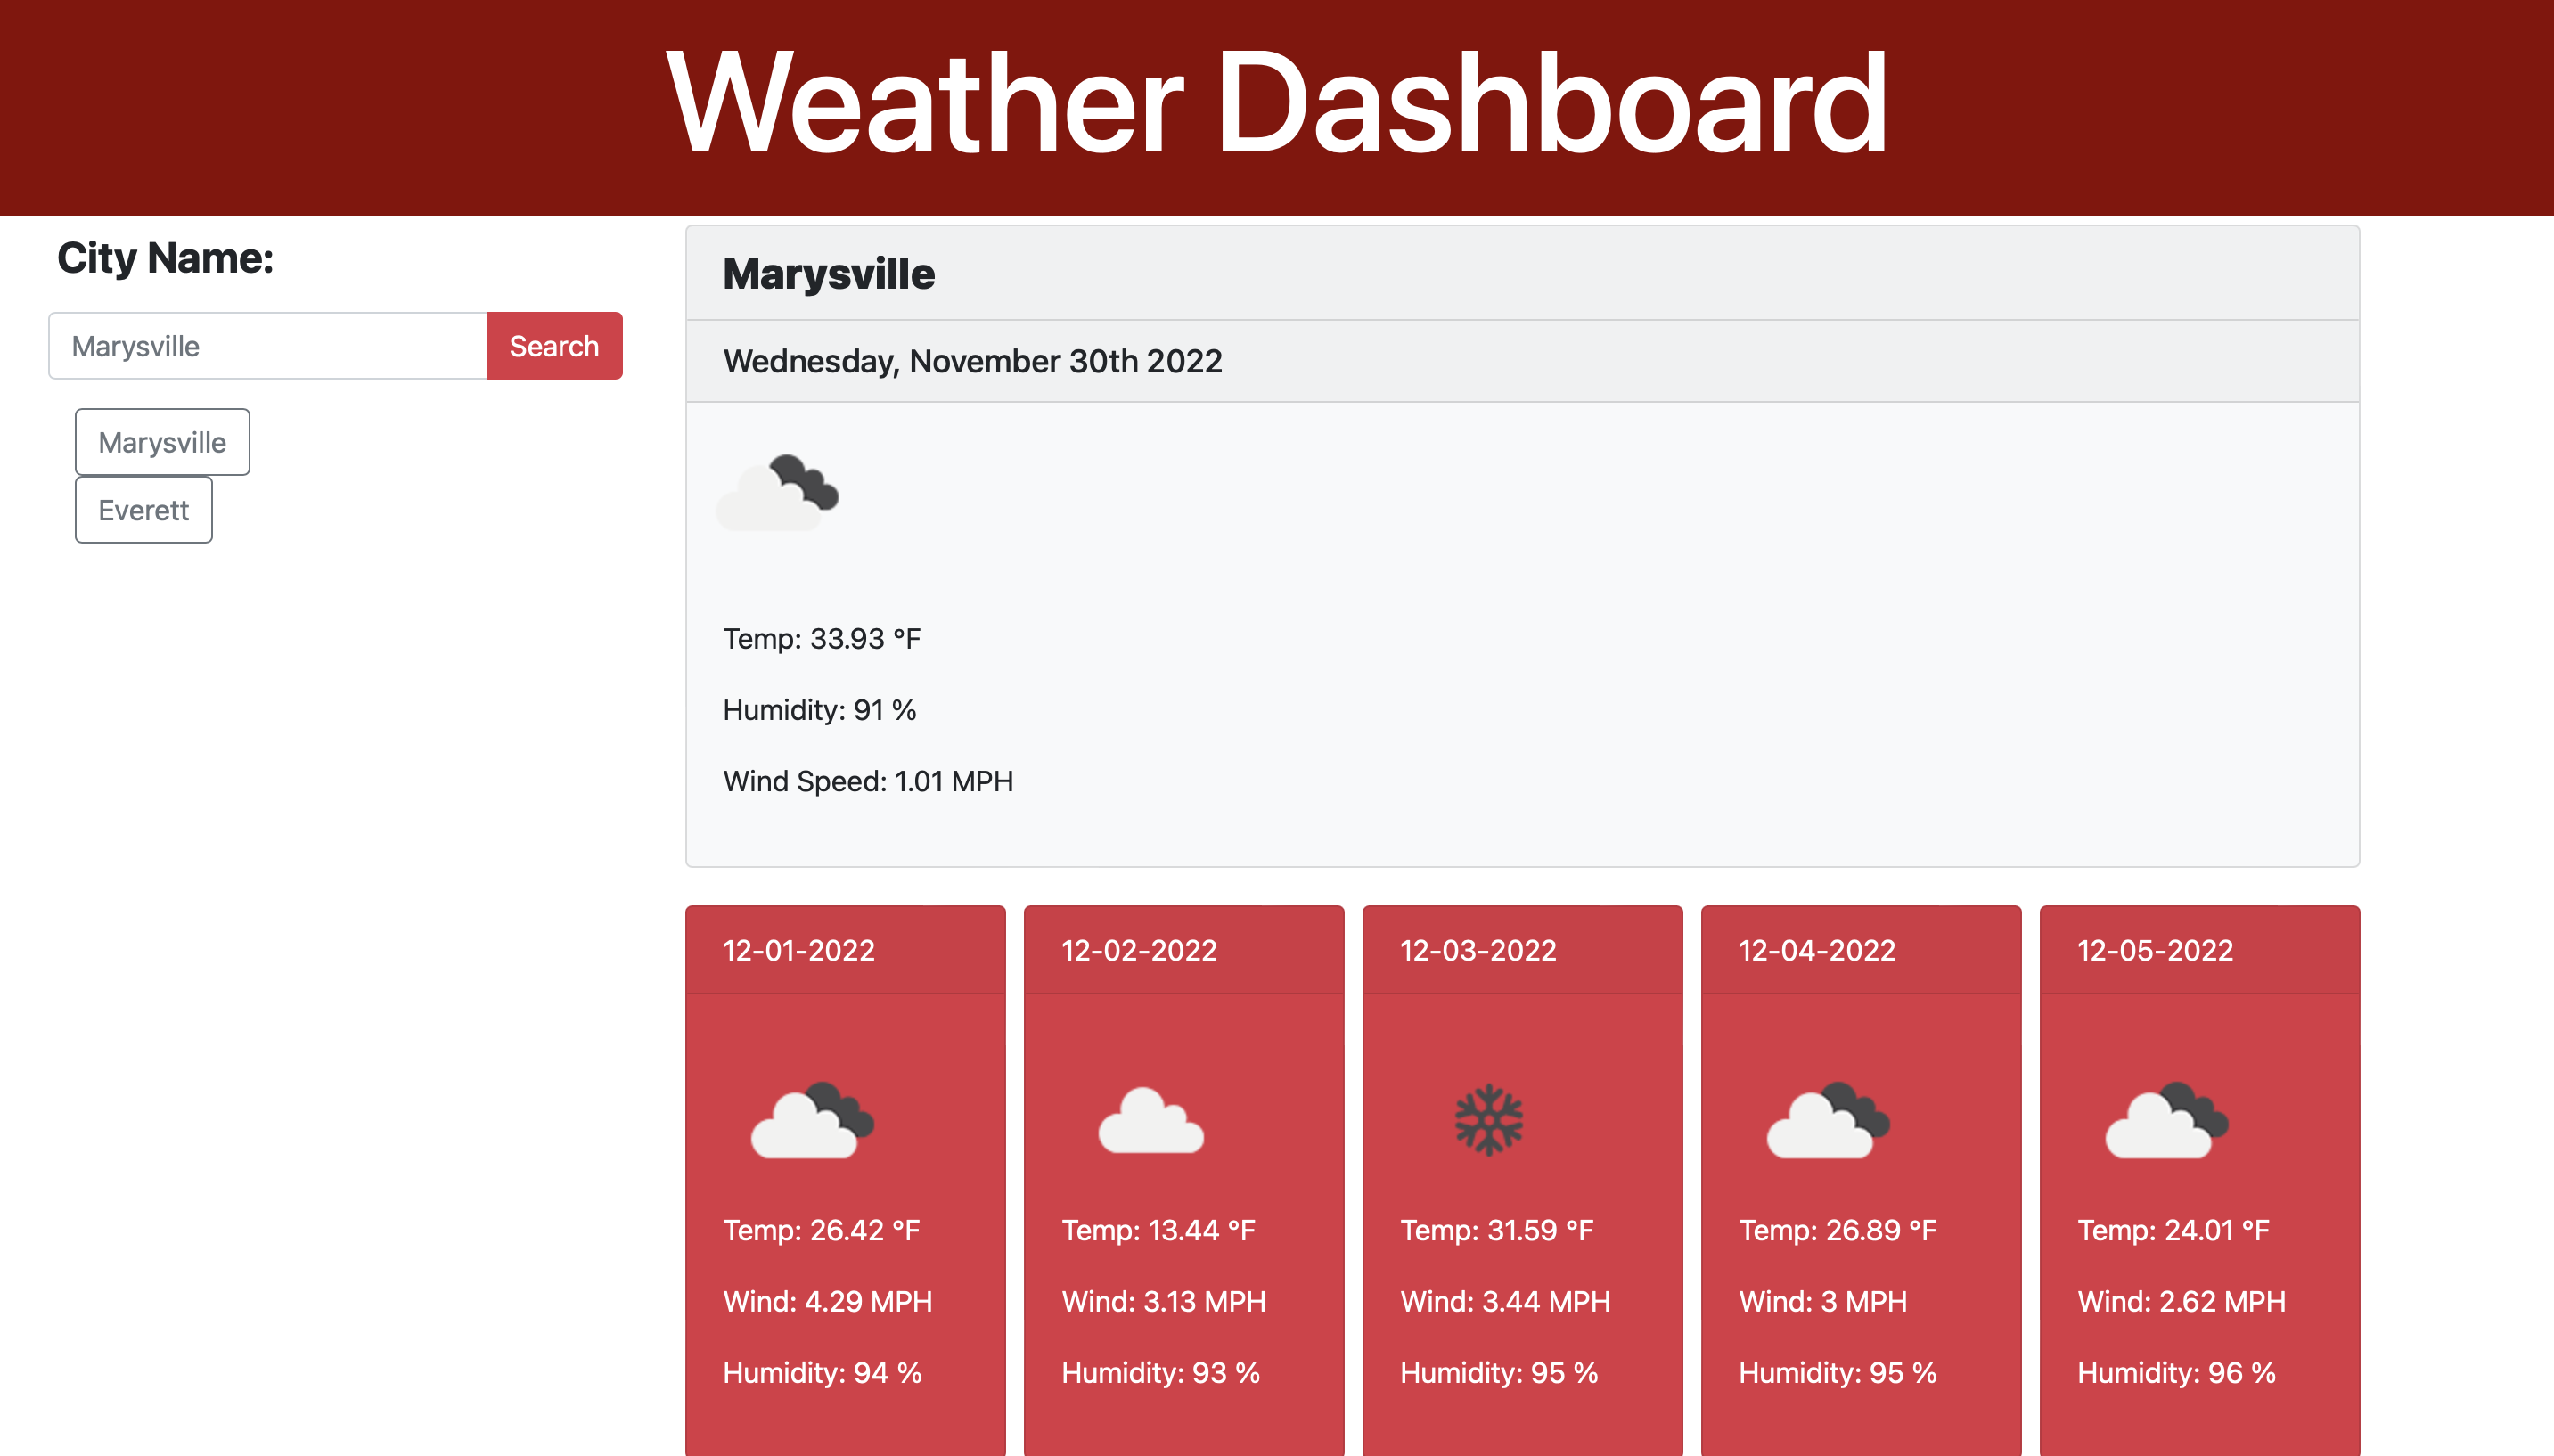 Weather Dashboard
City Name:
Marysville
Search
Marysville
Everett
Marysville
Wednesday, November 30th 2022
Temp: 33.93 °F
Humidity: 91 %
Wind Speed: 1.01 MPH
12-01-2022
Temp: 26.42 °F
Wind: 4.29 MPH
Humidity: 94 %
12-02-2022
Temp: 13.44 °F
Wind: 3.13 MPH
Humidity: 93 %
12-03-2022
Temp: 31.59 °F
Wind: 3.44 MPH
Humidity: 95 %
12-04-2022
Temp: 26.89 °F
Wind: 3 MPH
Humidity: 95 %
12-05-2022
Temp: 24.01 °F
Wind: 2.62 MPH
Humidity: 96 %